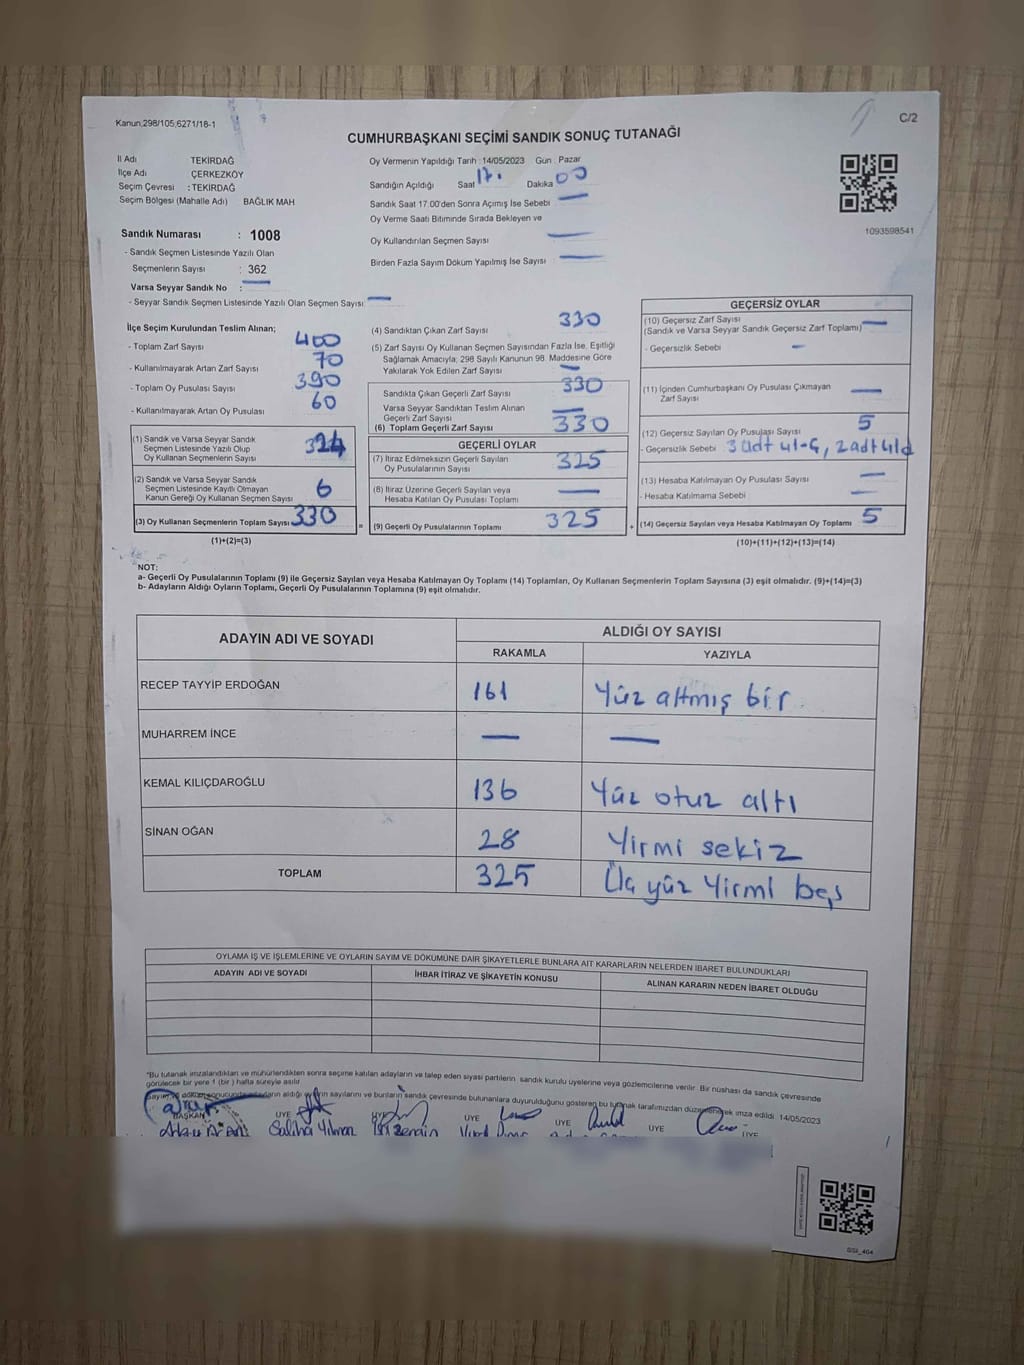 Kanun,298/105,6271/18-1
C/2
CUMHURBAŞKANI SEÇİMİ SANDIK SONUÇ TUTANAĞI
İl Adı TEKİRDAĞ
İlçe Adı ÇERKEZKÖY
Seçim Çevresi : TEKİRDAĞ
Seçim Bölgesi (Mahalle Adı) BAĞLIK MAH
Sandık Numarası : 1008
- Sandık Seçmen Listesinde Yazılı Olan
Seçmenlerin Sayısı : 362
Varsa Seyyar Sandık No : —
- Seyyar Sandık Seçmen Listesinde Yazılı Olan Seçmen Sayısı —
Oy Vermenin Yapıldığı Tarih : 14/05/2023 Gün : Pazar
Sandığın Açıldığı Saat 17. Dakika 00
Sandık Saat 17.00'den Sonra Açımış İse Sebebi —
Oy Verme Saati Bitiminde Sırada Bekleyen ve
Oy Kullandırılan Seçmen Sayısı —
Birden Fazla Sayım Döküm Yapılmış İse Sayısı —
1093598541
İlçe Seçim Kurulundan Teslim Alınan;
- Toplam Zarf Sayısı 400
- Kullanılmayarak Artan Zarf Sayısı 70
- Toplam Oy Pusulası Sayısı 390
- Kullanılmayarak Artan Oy Pusulası 60
(1) Sandık ve Varsa Seyyar Sandık
Seçmen Listesinde Yazılı Olup
Oy Kullanan Seçmenlerin Sayısı 324
(2) Sandık ve Varsa Seyyar Sandık
Seçmen Listesinde Kayıtlı Olmayan
Kanun Gereği Oy Kullanan Seçmen Sayısı 6
(3) Oy Kullanan Seçmenlerin Toplam Sayısı 330 =
(1)+(2)=(3)
(4) Sandıktan Çıkan Zarf Sayısı 330
(5) Zarf Sayısı Oy Kullanan Seçmen Sayısından Fazla İse, Eşitliği
Sağlamak Amacıyla; 298 Sayılı Kanunun 98. Maddesine Göre
Yakılarak Yok Edilen Zarf Sayısı —
Sandıkta Çıkan Geçerli Zarf Sayısı 330
Varsa Seyyar Sandıktan Teslim Alınan
Geçerli Zarf Sayısı —
(6) Toplam Geçerli Zarf Sayısı 330
GEÇERLİ OYLAR
(7) İtiraz Edilmeksizin Geçerli Sayılan
Oy Pusulalarının Sayısı 325
(8) İtiraz Üzerine Geçerli Sayılan veya
Hesaba Katılan Oy Pusulası Toplamı —
(9) Geçerli Oy Pusulalarının Toplamı 325 +
GEÇERSİZ OYLAR
(10) Geçersiz Zarf Sayısı
(Sandık ve Varsa Seyyar Sandık Geçersiz Zarf Toplamı) —
- Geçersizlik Sebebi —
(11) İçinden Cumhurbaşkanı Oy Pusulası Çıkmayan
Zarf Sayısı —
(12) Geçersiz Sayılan Oy Pusulası Sayısı 5
- Geçersizlik Sebebi 3 adt 41-G, 2 adt 41d
(13) Hesaba Katılmayan Oy Pusulası Sayısı —
- Hesaba Katılmama Sebebi —
(14) Geçersiz Sayılan veya Hesaba Katılmayan Oy Toplamı 5
(10)+(11)+(12)+(13)=(14)
NOT:
a- Geçerli Oy Pusulalarının Toplamı (9) ile Geçersiz Sayılan veya Hesaba Katılmayan Oy Toplamı (14) Toplamları, Oy Kullanan Seçmenlerin Toplam Sayısına (3) eşit olmalıdır. (9)+(14)=(3)
b- Adayların Aldığı Oyların Toplamı, Geçerli Oy Pusulalarının Toplamına (9) eşit olmalıdır.
ADAYIN ADI VE SOYADI
ALDIĞI OY SAYISI
RAKAMLA YAZIYLA
RECEP TAYYİP ERDOĞAN 161 Yüz altmış bir
MUHARREM İNCE — —
KEMAL KILIÇDAROĞLU 136 Yüz otuz altı
SİNAN OĞAN 28 Yirmi sekiz
TOPLAM 325 Üç yüz Yirmi beş
OYLAMA İŞ VE İŞLEMLERİNE VE OYLARIN SAYIM VE DÖKÜMÜNE DAİR ŞİKAYETLERLE BUNLARA AİT KARARLARIN NELERDEN İBARET BULUNDUKLARI
ADAYIN ADI VE SOYADI İHBAR İTİRAZ VE ŞİKAYETİN KONUSU ALINAN KARARIN NEDEN İBARET OLDUĞU
"Bu tutanak imzalandıktan ve mühürlendikten sonra seçime katılan adayların ve talep eden siyasi partilerin sandık kurulu üyelerine veya gözlemcilerine verilir. Bir nüshası da sandık çevresinde
görülecek bir yere 1 (bir) hafta süreyle asılır
adayların aldığı oyların sayılarını ve bunların sandık çevresinde bulunanlara duyurulduğunu gösteren bu tutanak tarafımızdan düzenlenerek imza edildi. 14/05/2023
BAŞKAN ÜYE ÜYE ÜYE ÜYE ÜYE
Saliha Yılmaz
GSI_464